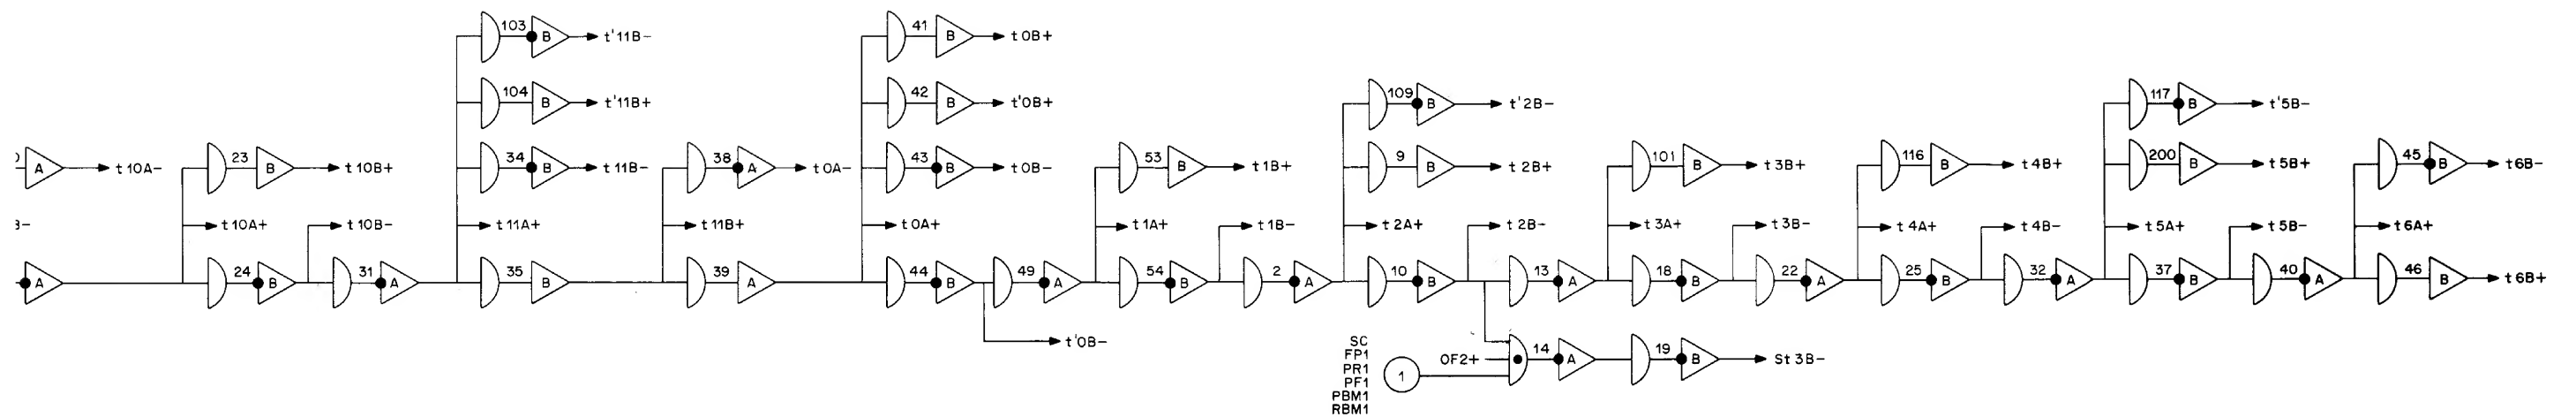 103 B t'11B-
41 B t0B+
104 B t'11B+
42 B t'0B+
109 B t'2B-
117 B t'5B-
A t10A-
23 B t10B+
34 B t11B-
38 A t0A-
43 B t0B-
53 B t1B+
9 B t2B+
101 B t3B+
116 B t4B+
200 B t5B+
45 B t6B-
B-
t10A+
t10B-
t11A+
t11B+
t0A+
t1A+
t1B-
t2A+
t2B-
t3A+
t3B-
t4A+
t4B-
t5A+
t5B-
t6A+
A
24 B
31 A
35 B
39 A
44 B
49 A
54 B
2 A
10 B
13 A
18 B
22 A
25 B
32 A
37 B
40 A
46 B t6B+
t'0B-
SC
FP1
PR1
PF1
PBM1
RBM1
1
OF2+
14 A
19 B
St3B-